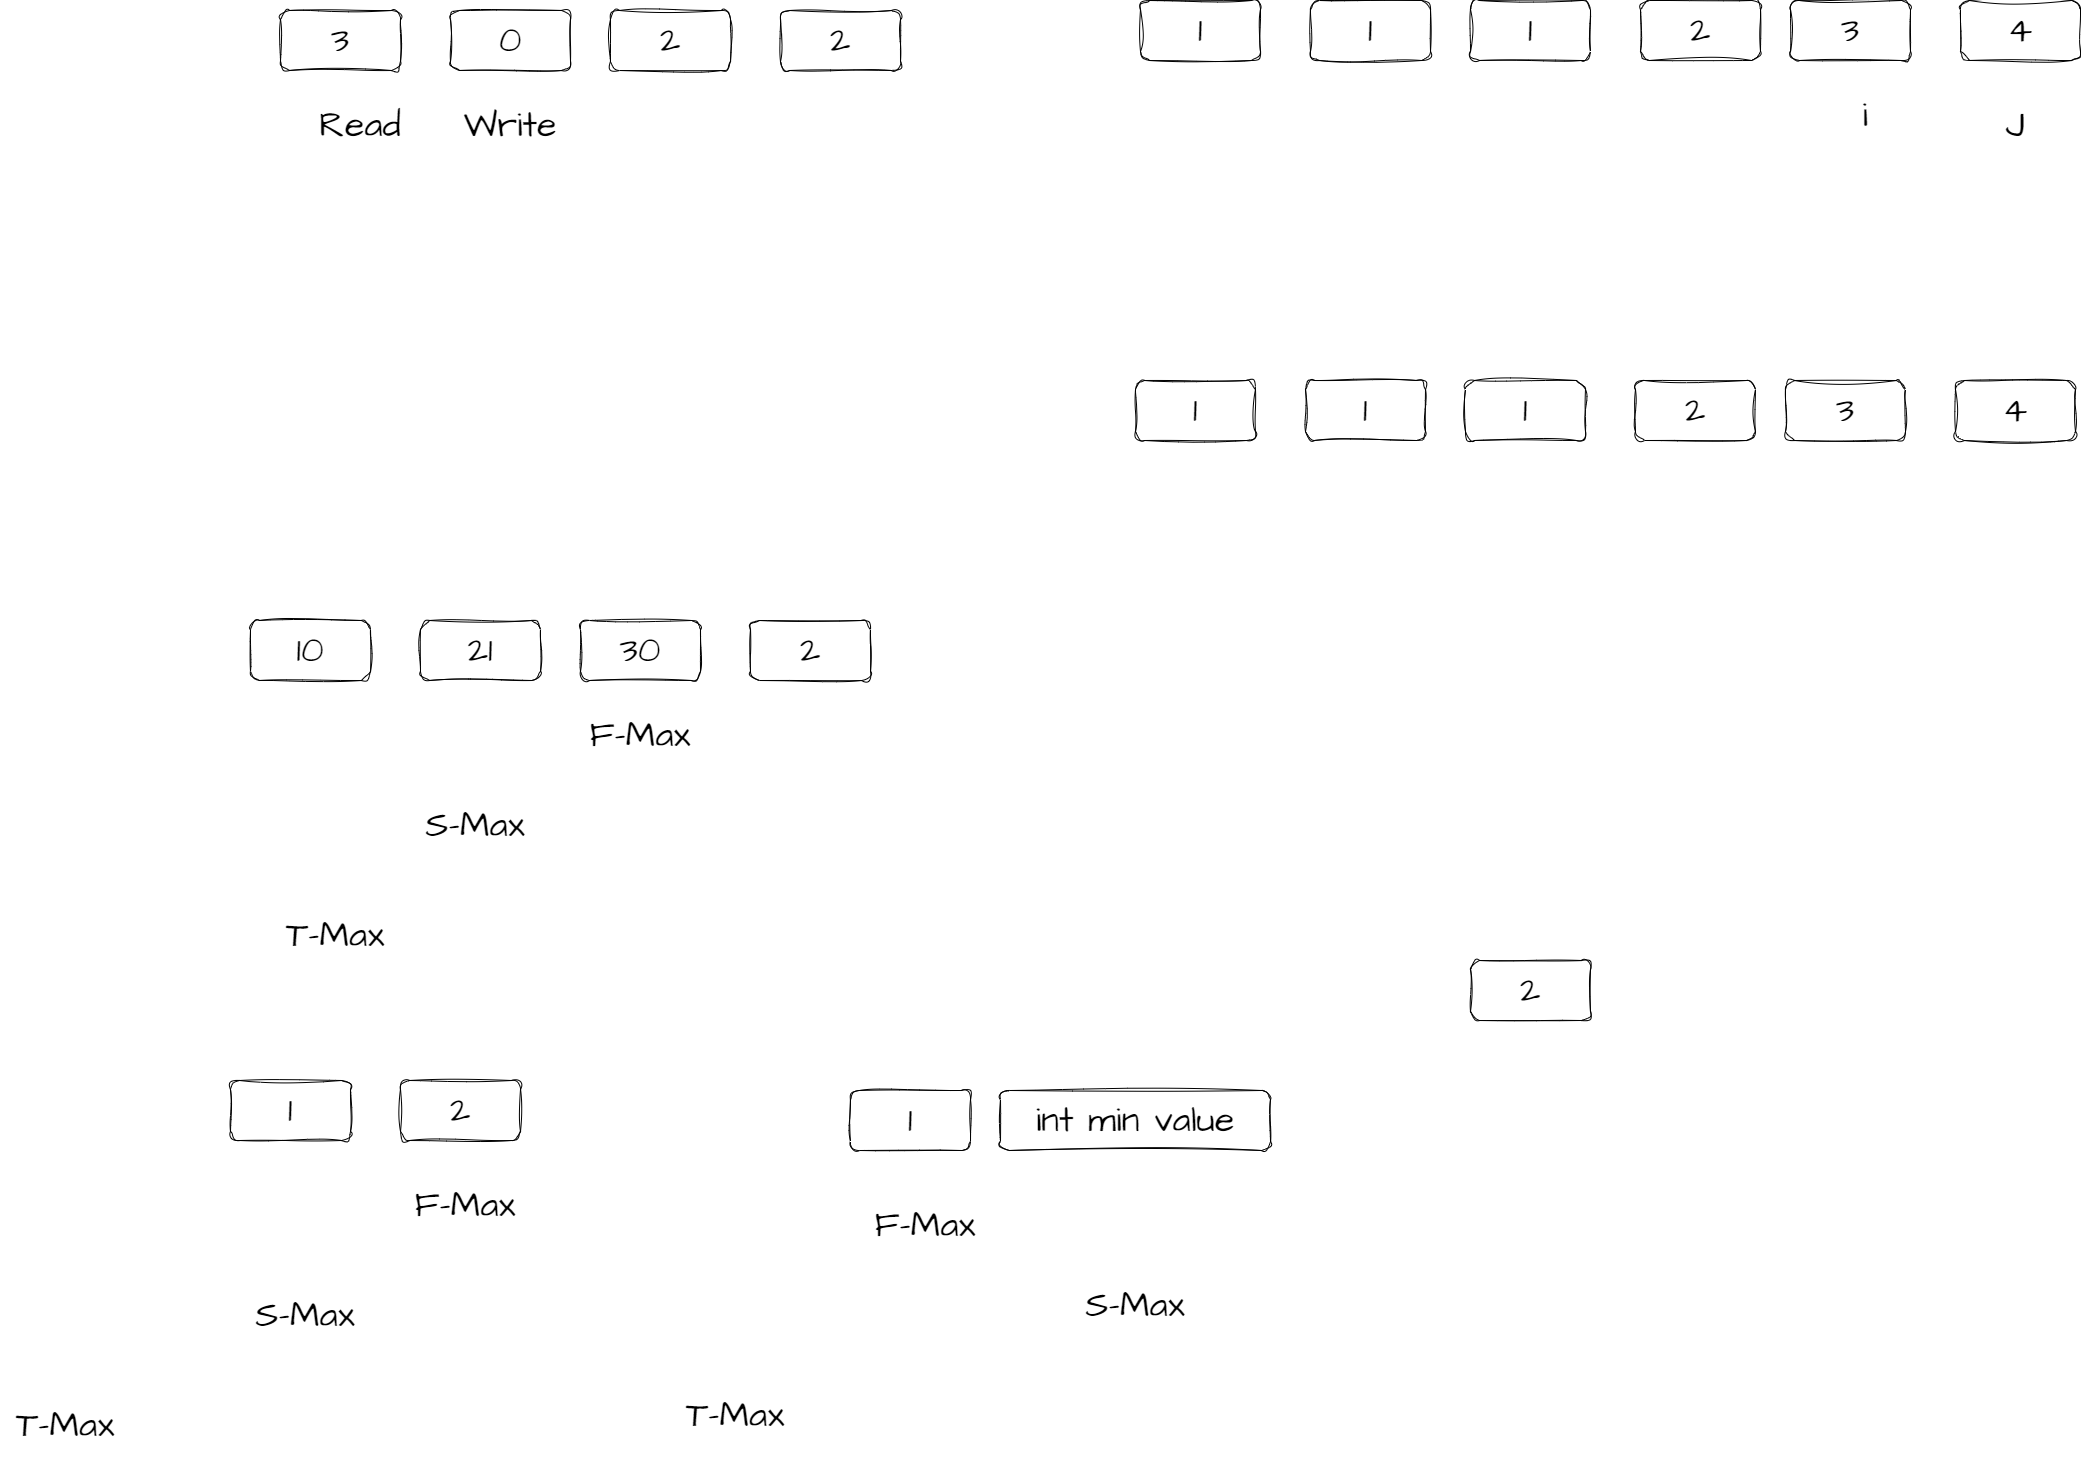 3 0 2 2
1 1 1 2 3 4
Read Write
i J
1 1 1 2 3 4
10 21 30 2
F-Max
S-Max
T-Max
2
1 2
1 int min value
F-Max
F-Max
S-Max
S-Max
T-Max
T-Max